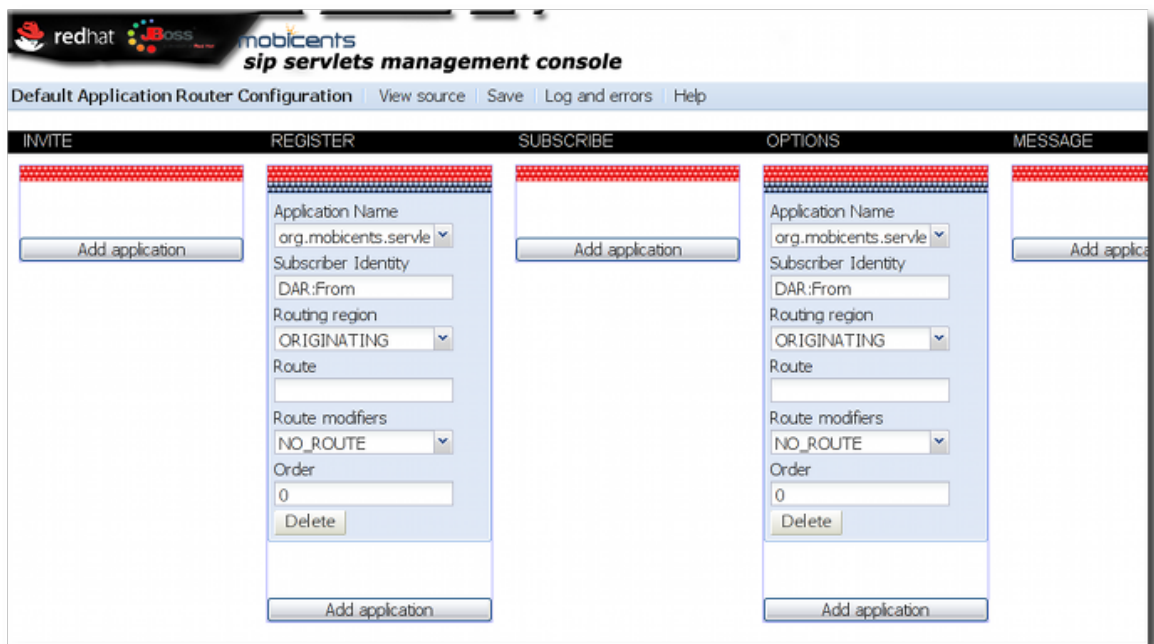 redhat JBoss mobicents
sip servlets management console
Default Application Router Configuration View source Save Log and errors Help
INVITE REGISTER SUBSCRIBE OPTIONS MESSAGE
Add application
Application Name
org.mobicents.servle
Subscriber Identity
DAR:From
Routing region
ORIGINATING
Route
Route modifiers
NO_ROUTE
Order
0
Delete
Add application
Add application
Application Name
org.mobicents.servle
Subscriber Identity
DAR:From
Routing region
ORIGINATING
Route
Route modifiers
NO_ROUTE
Order
0
Delete
Add application
Add applica